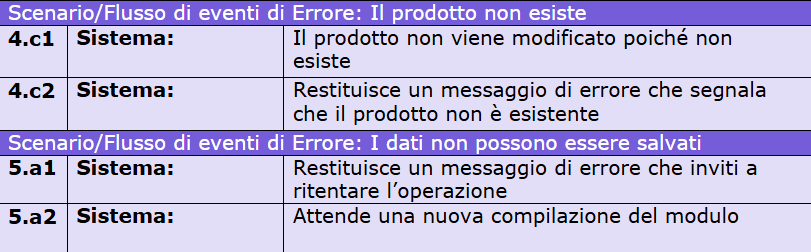 Scenario/Flusso di eventi di Errore: Il prodotto non esiste
4.c1 Sistema: Il prodotto non viene modificato poiché non
esiste
4.c2 Sistema: Restituisce un messaggio di errore che segnala
che il prodotto non è esistente
Scenario/Flusso di eventi di Errore: I dati non possono essere salvati
5.a1 Sistema: Restituisce un messaggio di errore che inviti a
ritentare l’operazione
5.a2 Sistema: Attende una nuova compilazione del modulo